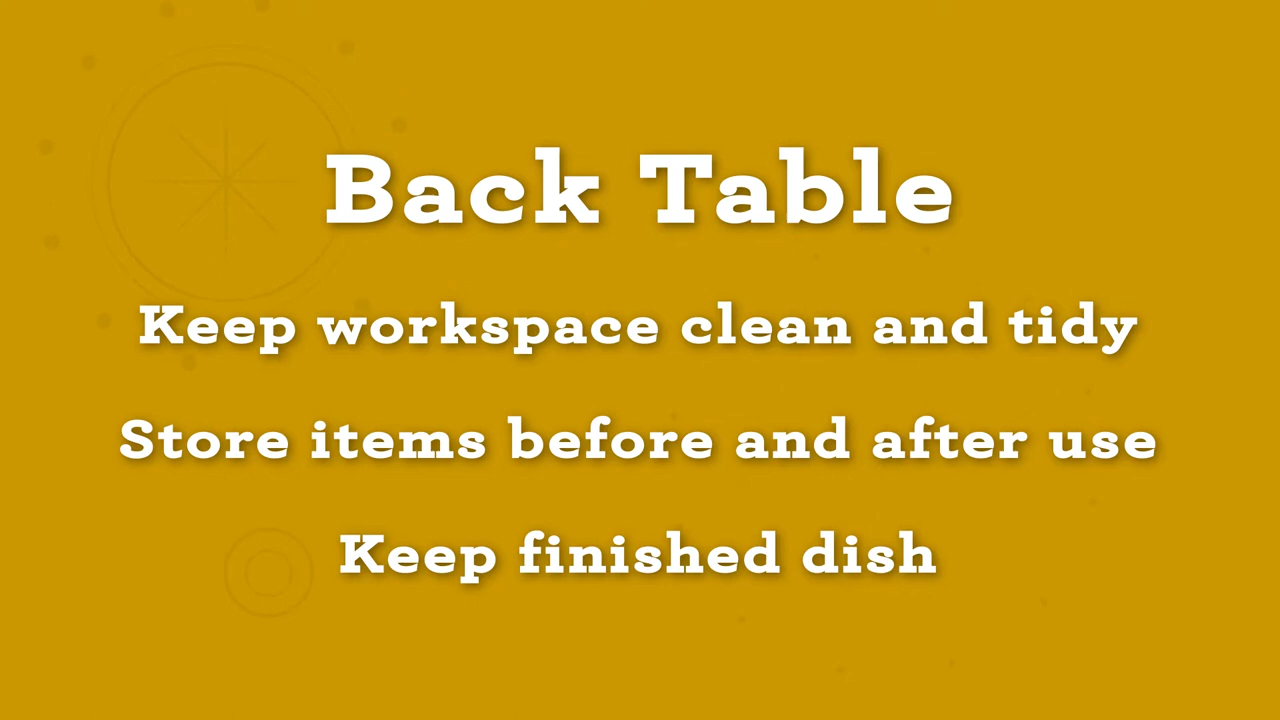 Back Table
Keep workspace clean and tidy
Store items before and after use
Keep finished dish